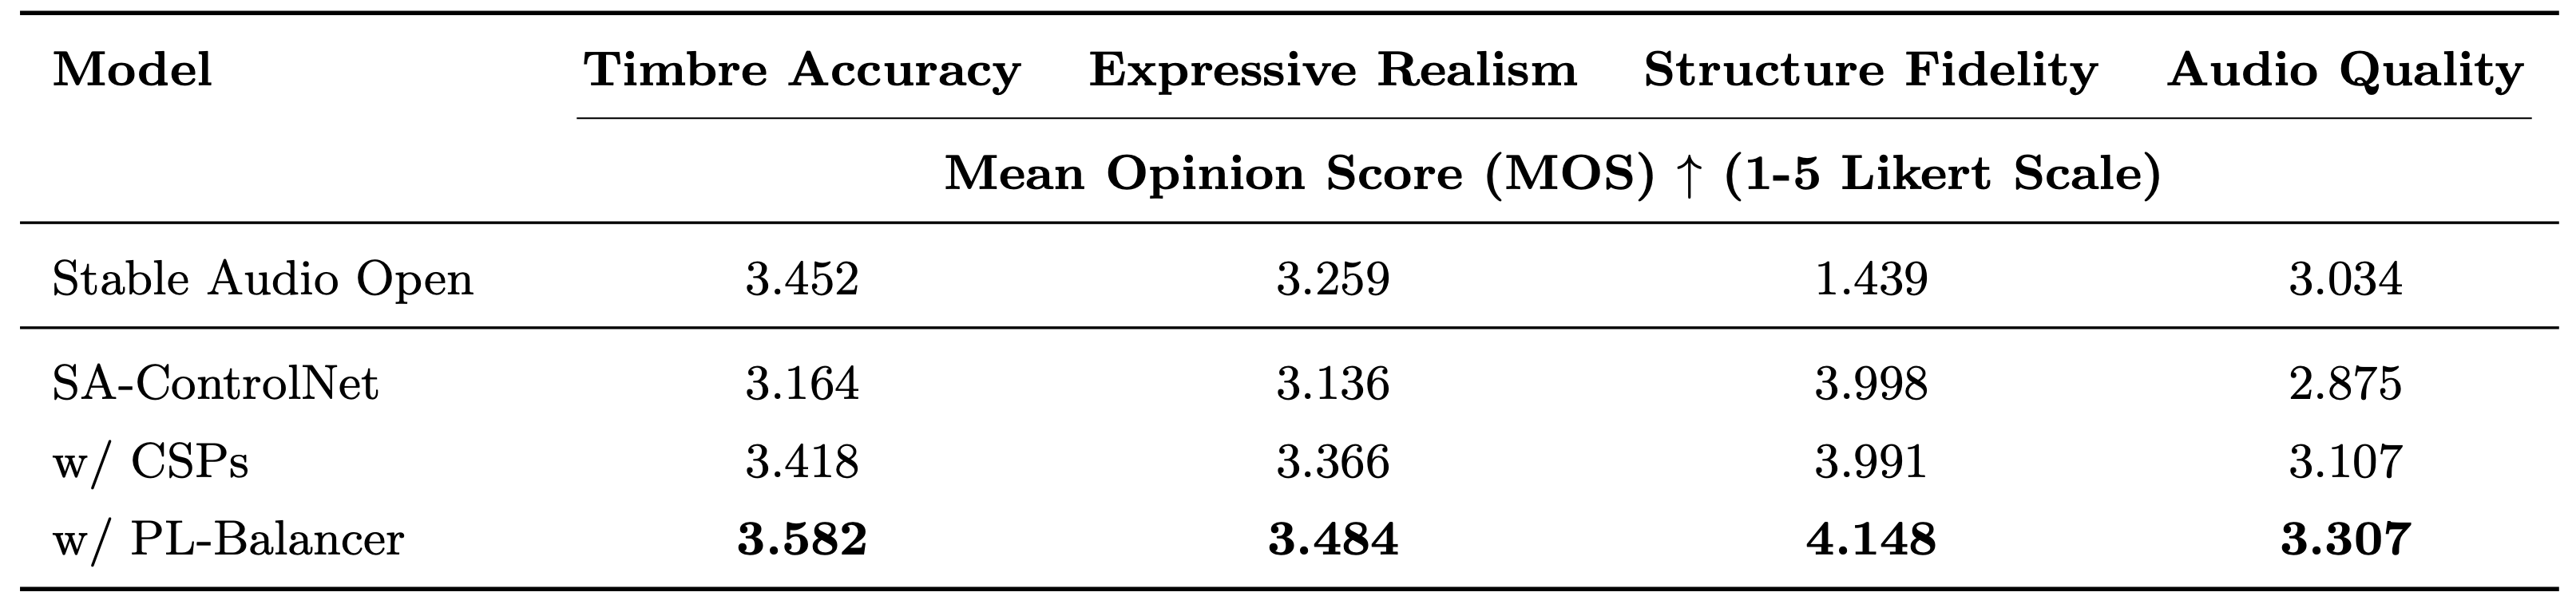 Model Timbre Accuracy Expressive Realism Structure Fidelity Audio Quality
Mean Opinion Score (MOS) ↑ (1-5 Likert Scale)
Stable Audio Open 3.452 3.259 1.439 3.034
SA-ControlNet 3.164 3.136 3.998 2.875
w/ CSPs 3.418 3.366 3.991 3.107
w/ PL-Balancer 3.582 3.484 4.148 3.307